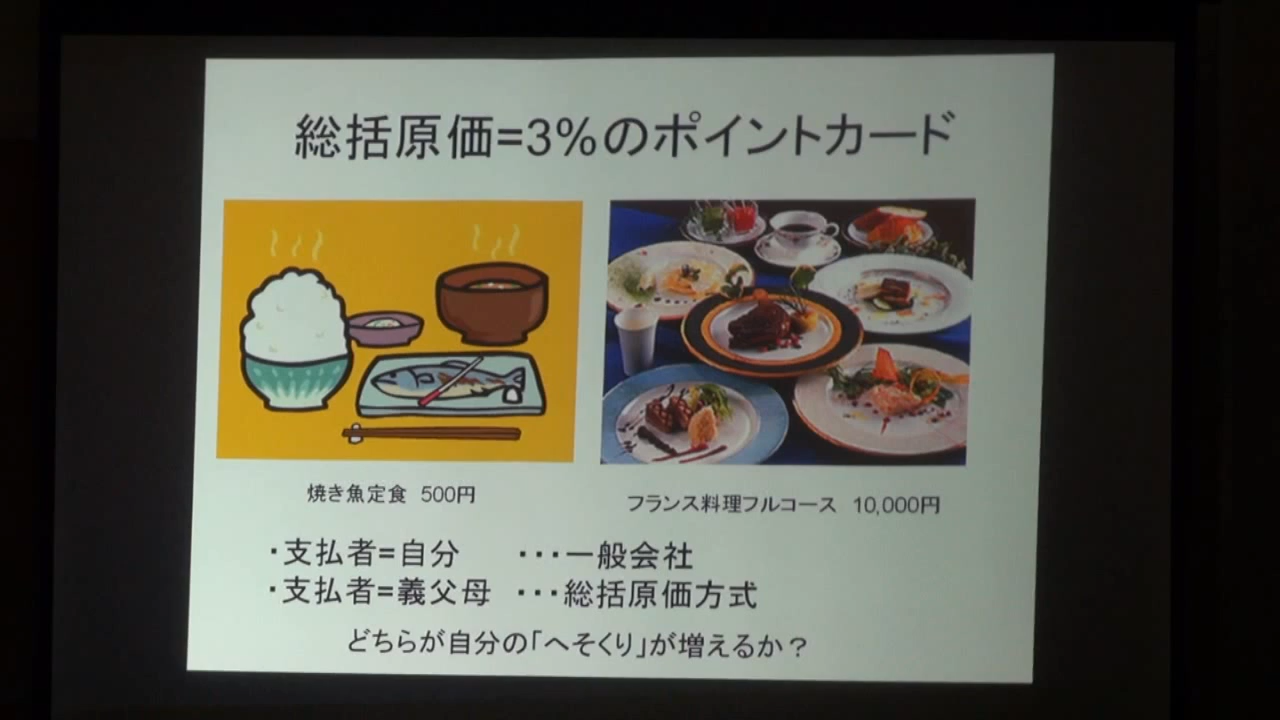 総括原価=3%のポイントカード
焼き魚定食 500円
フランス料理フルコース 10,000円
・支払者=自分 ・・・一般会社
・支払者=義父母 ・・・総括原価方式
どちらが自分の「へそくり」が増えるか？